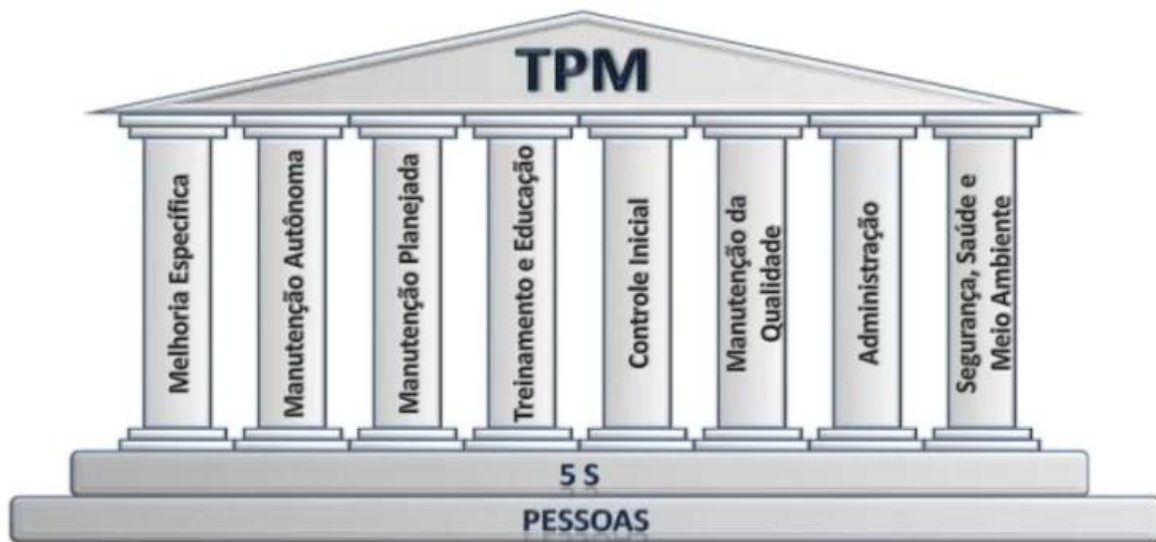 TPM
Melhoria Específica
Manutenção Autônoma
Manutenção Planejada
Treinamento e Educação
Controle Inicial
Manutenção da
Qualidade
Administração
Segurança, Saúde e
Meio Ambiente
5 S
PESSOAS